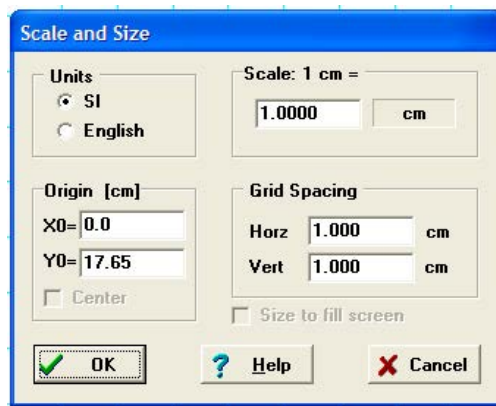 Scale and Size
Units
SI
English
Scale: 1 cm =
1.0000 cm
Origin [cm]
X0= 0.0
Y0= 17.65
Center
Grid Spacing
Horz 1.000 cm
Vert 1.000 cm
Size to fill screen
OK
Help
Cancel